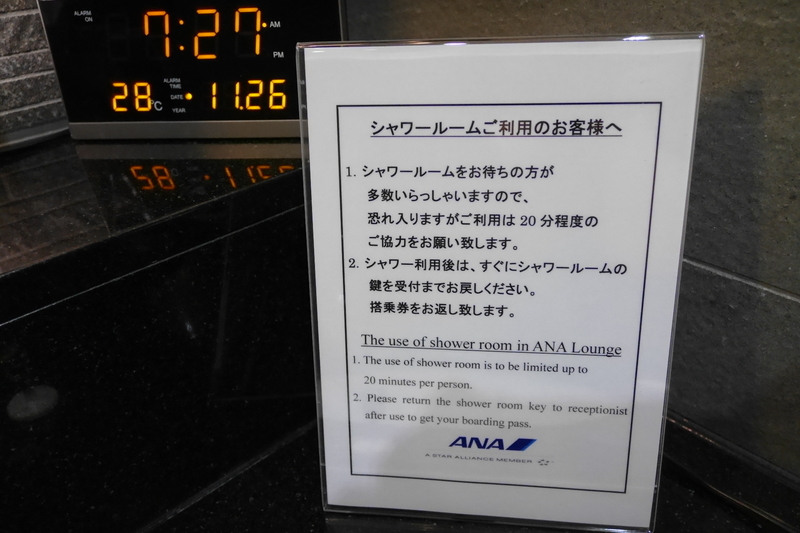 ALARM ON
7:27 AM
PM
ALARM TIME
28°C DATE 11.26
YEAR
シャワールームご利用のお客様へ
1. シャワールームをお待ちの方が
多数いらっしゃいますので、
恐れ入りますがご利用は 20 分程度の
ご協力をお願い致します。
2. シャワー利用後は、すぐにシャワールームの
鍵を受付までお戻しください。
搭乗券をお返し致します。
The use of shower room in ANA Lounge
1. The use of shower room is to be limited up to
20 minutes per person.
2. Please return the shower room key to receptionist
after use to get your boarding pass.
ANA
A STAR ALLIANCE MEMBER